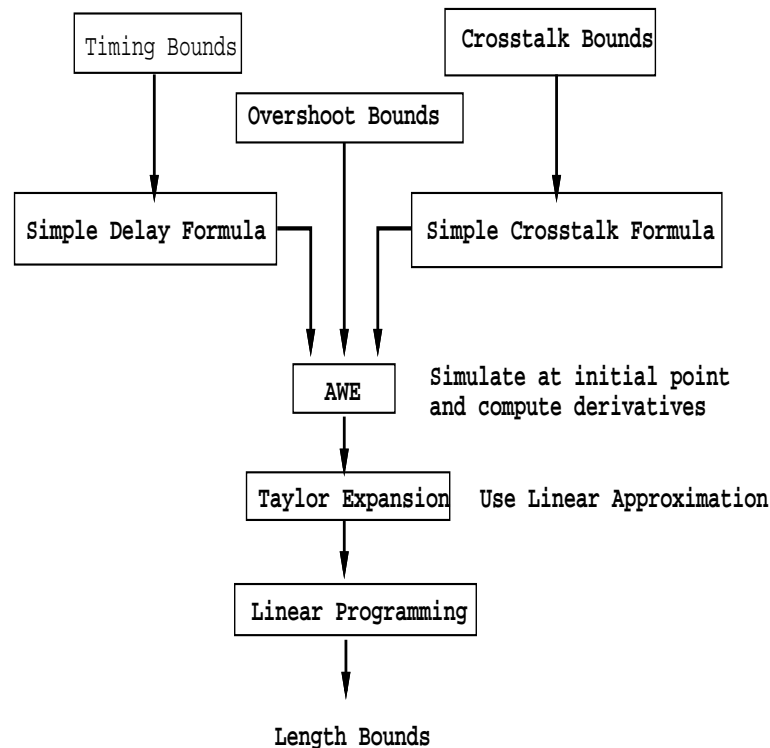 Timing Bounds
Crosstalk Bounds
Overshoot Bounds
Simple Delay Formula
Simple Crosstalk Formula
AWE
Simulate at initial point
and compute derivatives
Taylor Expansion
Use Linear Approximation
Linear Programming
Length Bounds